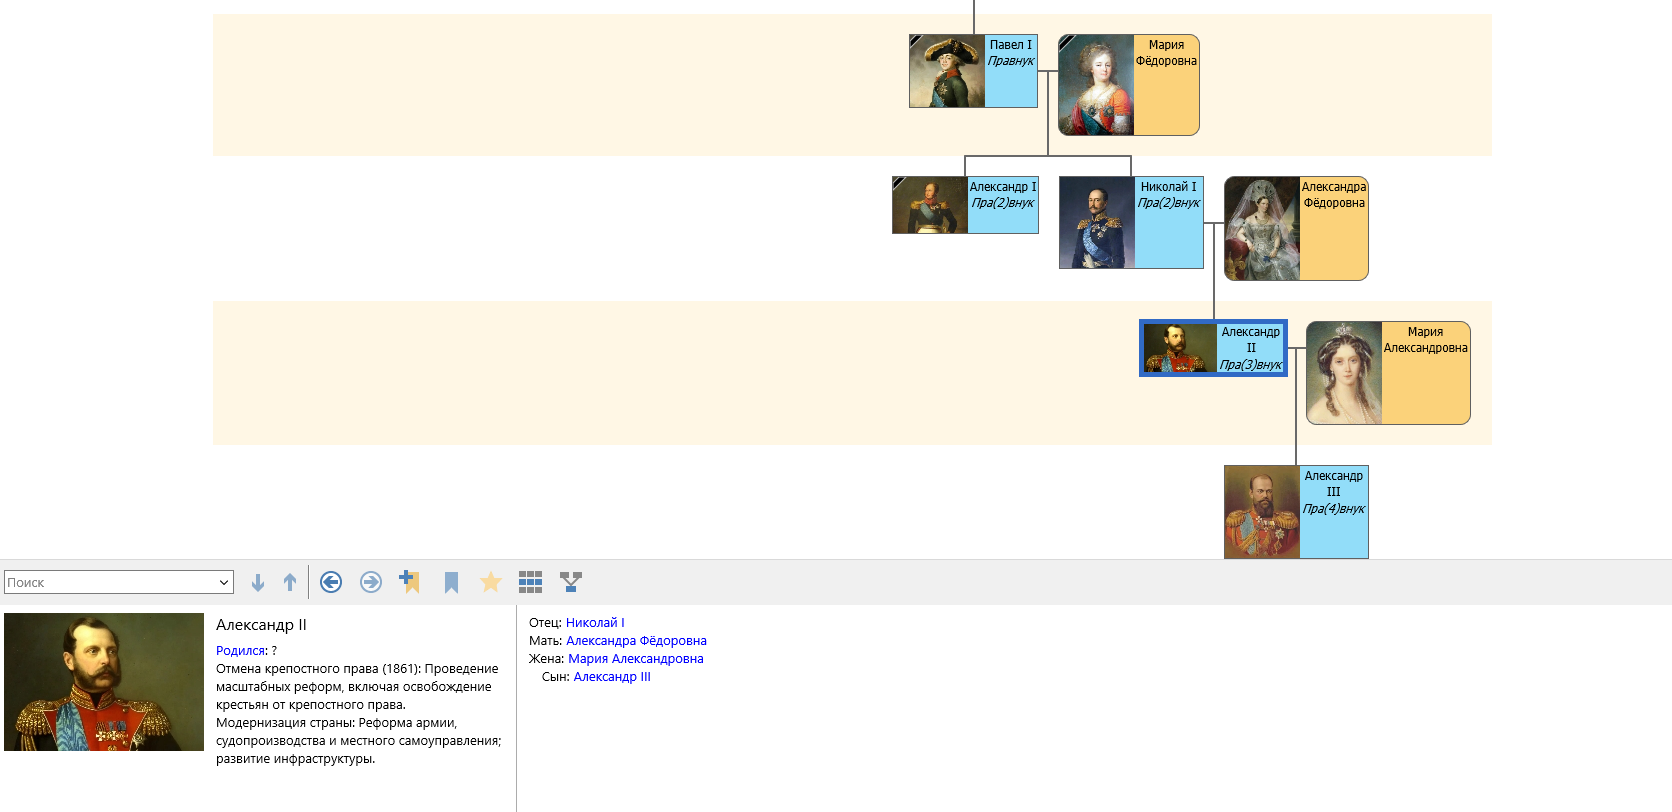 Павел I
Правнук
Мария
Фёдоровна
Александр I
Пра(2)внук
Николай I
Пра(2)внук
Александра
Фёдоровна
Александр
II
Пра(3)внук
Мария
Александровна
Александр
III
Пра(4)внук
Поиск
Александр II
Родился: ?
Отмена крепостного права (1861): Проведение
масштабных реформ, включая освобождение
крестьян от крепостного права.
Модернизация страны: Реформа армии,
судопроизводства и местного самоуправления;
развитие инфраструктуры.
Отец: Николай I
Мать: Александра Фёдоровна
Жена: Мария Александровна
Сын: Александр III